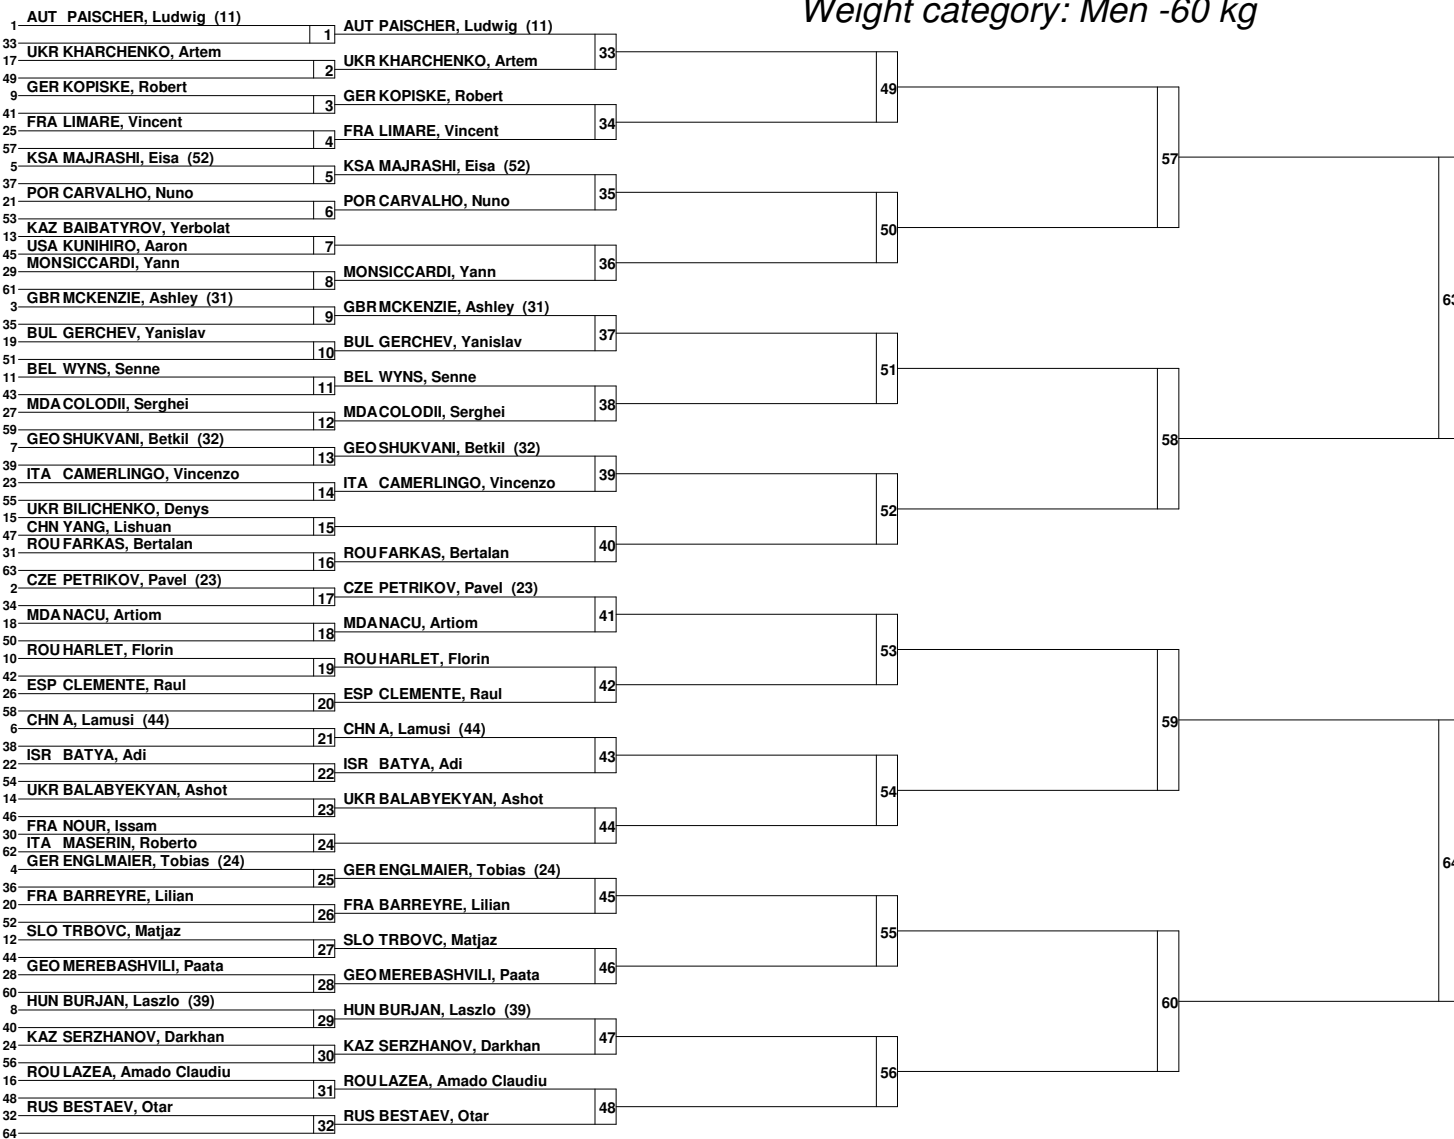 Weight category: Men -60 kg
1 AUT PAISCHER, Ludwig (11)
33
1 AUT PAISCHER, Ludwig (11)
17 UKR KHARCHENKO, Artem
49
2 UKR KHARCHENKO, Artem
33
9 GER KOPISKE, Robert
41
3 GER KOPISKE, Robert
49
25 FRA LIMARE, Vincent
57
4 FRA LIMARE, Vincent
34
5 KSA MAJRASHI, Eisa (52)
37
5 KSA MAJRASHI, Eisa (52)
57
21 POR CARVALHO, Nuno
53
6 POR CARVALHO, Nuno
35
13 KAZ BAIBATYROV, Yerbolat
45 USA KUNIHIRO, Aaron
7
50
29 MONSICCARDI, Yann
61
8 MONSICCARDI, Yann
36
3 GBR MCKENZIE, Ashley (31)
35
9 GBR MCKENZIE, Ashley (31)
63
19 BUL GERCHEV, Yanislav
51
10 BUL GERCHEV, Yanislav
37
11 BEL WYNS, Senne
43
11 BEL WYNS, Senne
51
27 MDA COLODII, Serghei
59
12 MDA COLODII, Serghei
38
7 GEO SHUKVANI, Betkil (32)
39
13 GEO SHUKVANI, Betkil (32)
58
23 ITA CAMERLINGO, Vincenzo
55
14 ITA CAMERLINGO, Vincenzo
39
15 UKR BILICHENKO, Denys
47 CHN YANG, Lishuan
15
52
31 ROU FARKAS, Bertalan
63
16 ROU FARKAS, Bertalan
40
2 CZE PETRIKOV, Pavel (23)
34
17 CZE PETRIKOV, Pavel (23)
18 MDA NACU, Artiom
50
18 MDA NACU, Artiom
41
10 ROU HARLET, Florin
42
19 ROU HARLET, Florin
53
26 ESP CLEMENTE, Raul
58
20 ESP CLEMENTE, Raul
42
6 CHN A, Lamusi (44)
38
21 CHN A, Lamusi (44)
59
22 ISR BATYA, Adi
54
22 ISR BATYA, Adi
43
14 UKR BALABYEKYAN, Ashot
46
23 UKR BALABYEKYAN, Ashot
54
30 FRA NOUR, Issam
62 ITA MASERIN, Roberto
24
44
4 GER ENGLMAIER, Tobias (24)
36
25 GER ENGLMAIER, Tobias (24)
64
20 FRA BARREYRE, Lilian
52
26 FRA BARREYRE, Lilian
45
12 SLO TRBOVC, Matjaz
44
27 SLO TRBOVC, Matjaz
55
28 GEO MEREBASHVILI, Paata
60
28 GEO MEREBASHVILI, Paata
46
8 HUN BURJAN, Laszlo (39)
40
29 HUN BURJAN, Laszlo (39)
60
24 KAZ SERZHANOV, Darkhan
56
30 KAZ SERZHANOV, Darkhan
47
16 ROU LAZEA, Amado Claudiu
48
31 ROU LAZEA, Amado Claudiu
56
32 RUS BESTAEV, Otar
64
32 RUS BESTAEV, Otar
48